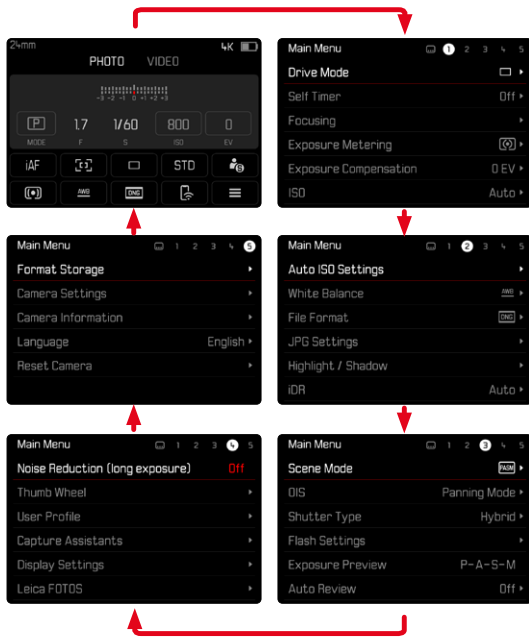 24mm 4K
PHOTO VIDEO
-3 -2 -1 0 +1 +2 +3
P 1.7 1/60 800 0
MODE F S ISO EV
iAF STD
AWB DNG
Main Menu 1 2 3 4 5
Drive Mode
Self Timer Off
Focusing
Exposure Metering
Exposure Compensation 0 EV
ISO Auto
Main Menu 1 2 3 4 5
Format Storage
Camera Settings
Camera Information
Language English
Reset Camera
Main Menu 1 2 3 4 5
Auto ISO Settings
White Balance AWB
File Format DNG
JPG Settings
Highlight / Shadow
iDR Auto
Main Menu 1 2 3 4 5
Noise Reduction (long exposure) Off
Thumb Wheel
User Profile
Capture Assistants
Display Settings
Leica FOTOS
Main Menu 1 2 3 4 5
Scene Mode PASM
OIS Panning Mode
Shutter Type Hybrid
Flash Settings
Exposure Preview P-A-S-M
Auto Review Off